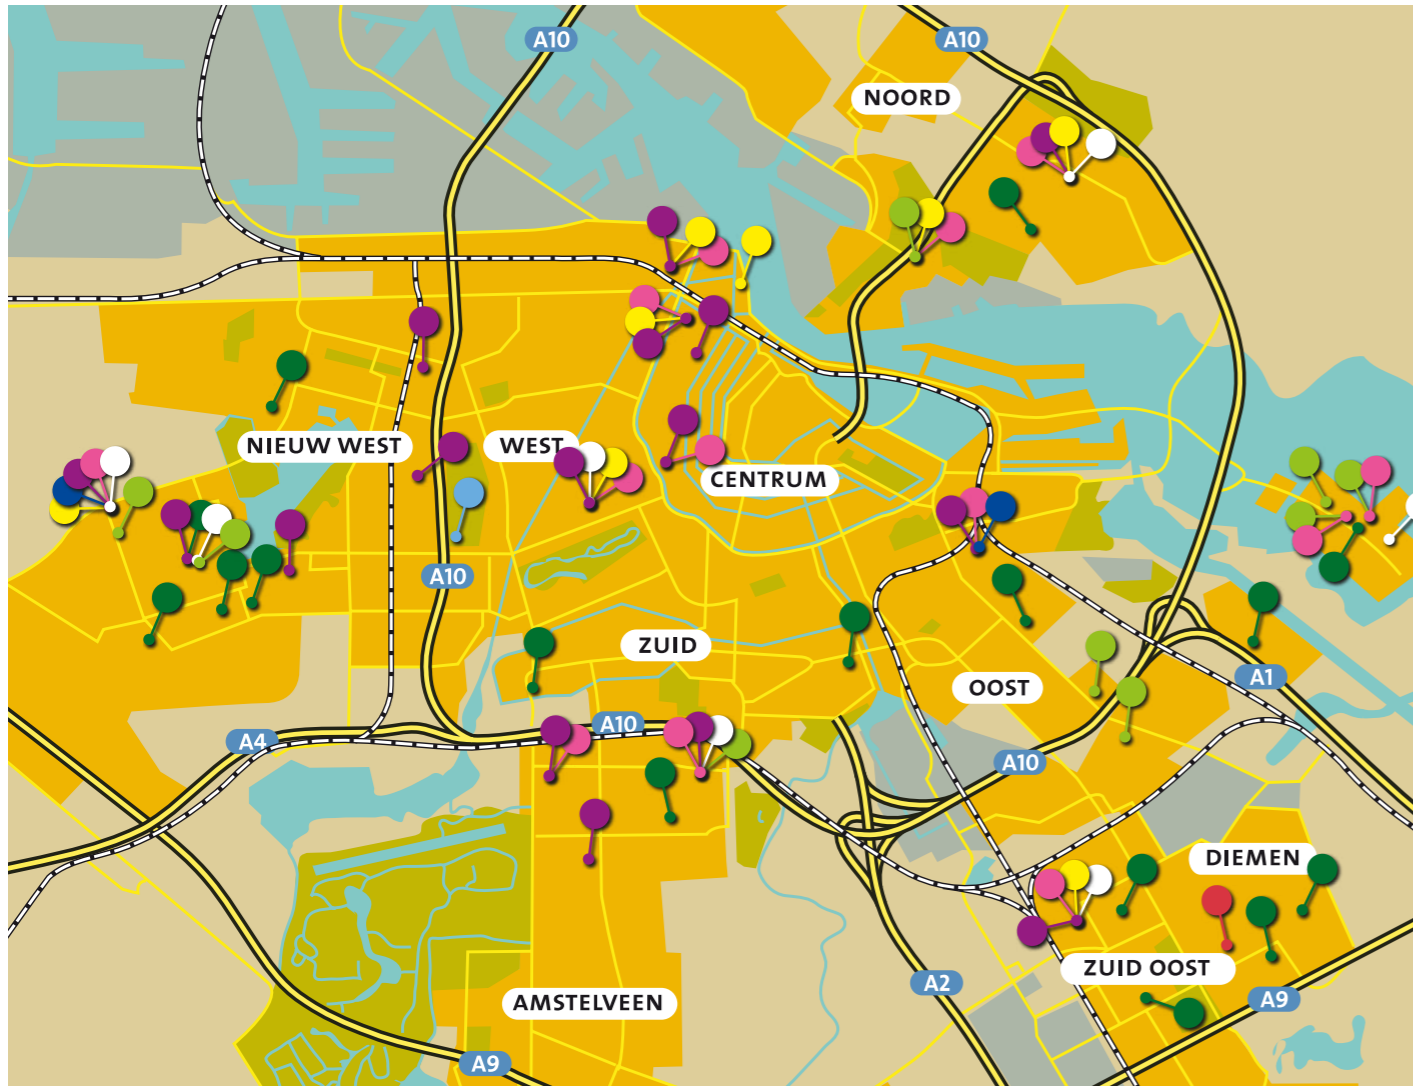 A10
A10
NOORD
NIEUW WEST
WEST
CENTRUM
A10
ZUID
OOST
A1
A10
A4
A10
DIEMEN
ZUID OOST
A2
AMSTELVEEN
A9
A9